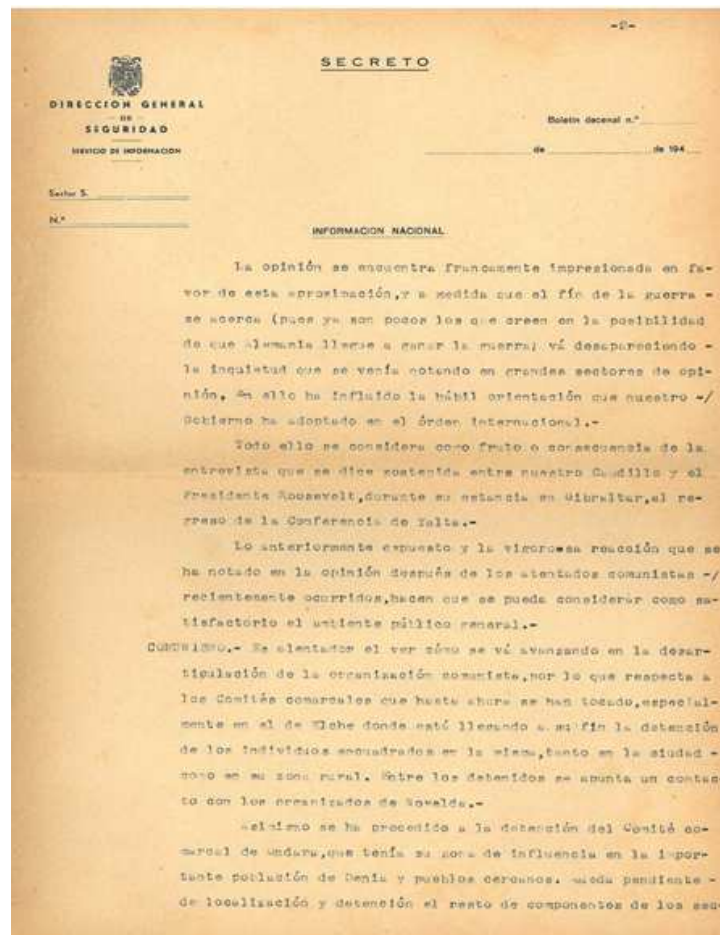 -2-
SECRETO
DIRECCION GENERAL
DE
SEGURIDAD
SERVICIO DE INFORMACION
Boletín decenal n.º
de de 194
Sector S.
N.º
INFORMACION NACIONAL
La opinión se encuentra francamente impresionada en fa-
vor de esta aproximación,y a medida que el fín de la guerra -
se acerca (pues ya son pocos los que creen en la posibilidad
de que Alemania llegue a ganar la guerra; vá desapareciendo -
la inquietud que se venía notando en grandes sectores de opi-
nión. En ello ha influido la hábil orientación que nuestro -/
Gobierno ha adoptado en el órden internacional.-
Todo ello se considera como fruto o consecuencia de la
entrevista que se dice sostenida entre nuestro Caudillo y el
Presidente Roosevelt,durante su estancia en Gibraltar,al re-
greso de la Conferencia de Yalta.-
Lo anteriormente expuesto y la vigorosa reacción que se
ha notado en la opinión después de los atentados comunistas -/
recientemente ocurridos,hacen que se pueda considerar como sa-
tisfactorio el ambiente público general.-
COMUNISMO.- Es alentador el ver cómo se vá avanzando en la desar-
ticulación de la organización comunista,por lo que respecta a
los Comités comarcales que hasta ahora se han tocado,especial-
mente en el de Elche donde está llegando a su fin la detención
de los individuos encuadrados en la misma,tanto en la ciudad -
como en su zona rural. Entre los detenidos se apunta un contac
to con los organizados de Novelda.-
Asimismo se ha procedido a la detención del Comité co-
marcal de Ondara,que tenía su zona de influencia en la impor-
tante población de Denia y pueblos cercanos. Queda pendiente -
de localización y detención el resto de componentes de los